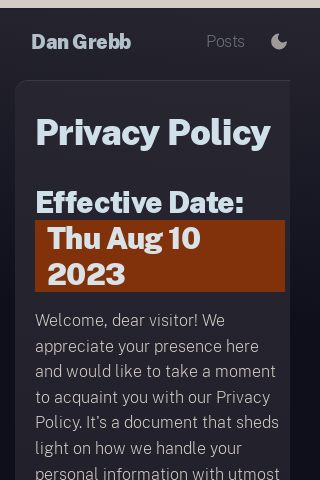 Dan Grebb
Posts
Privacy Policy
Effective Date:
Thu Aug 10
2023
Welcome, dear visitor! We
appreciate your presence here
and would like to take a moment
to acquaint you with our Privacy
Policy. It's a document that sheds
light on how we handle your
personal information with utmost